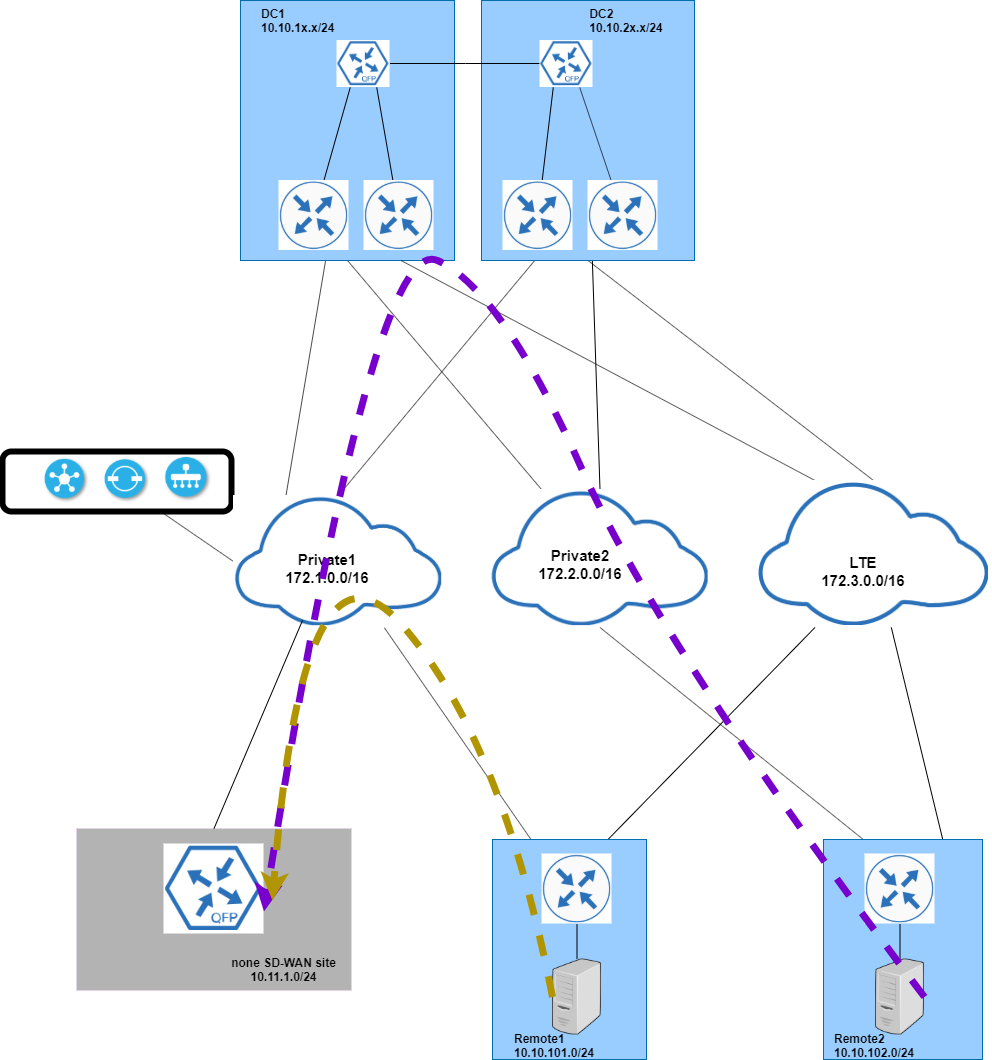 DC1
10.10.1x.x/24
DC2
10.10.2x.x/24
QFP
QFP
Private1
172.1.0.0/16
Private2
172.2.0.0/16
LTE
172.3.0.0/16
QFP
none SD-WAN site
10.11.1.0/24
Remote1
10.10.101.0/24
Remote2
10.10.102.0/24